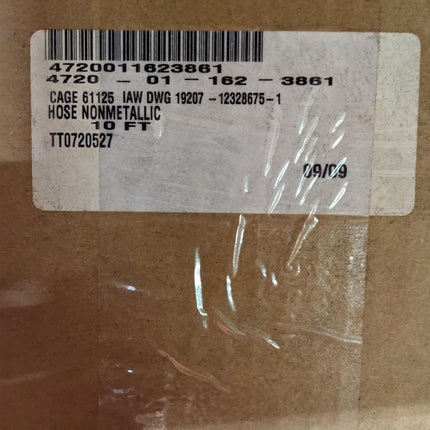 4720011623861
4720 - 01 - 162 - 3861
CAGE 61125 IAW DWG 19207 -12328675-1
HOSE NONMETALLIC
10 FT
TT0720527
09/09